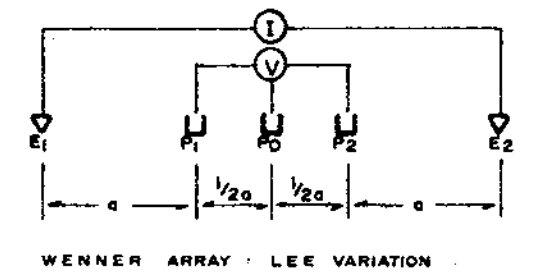 I
V
E1 P1 P0 P2 E2
a 1/2a 1/2a a
WENNER ARRAY : LEE VARIATION